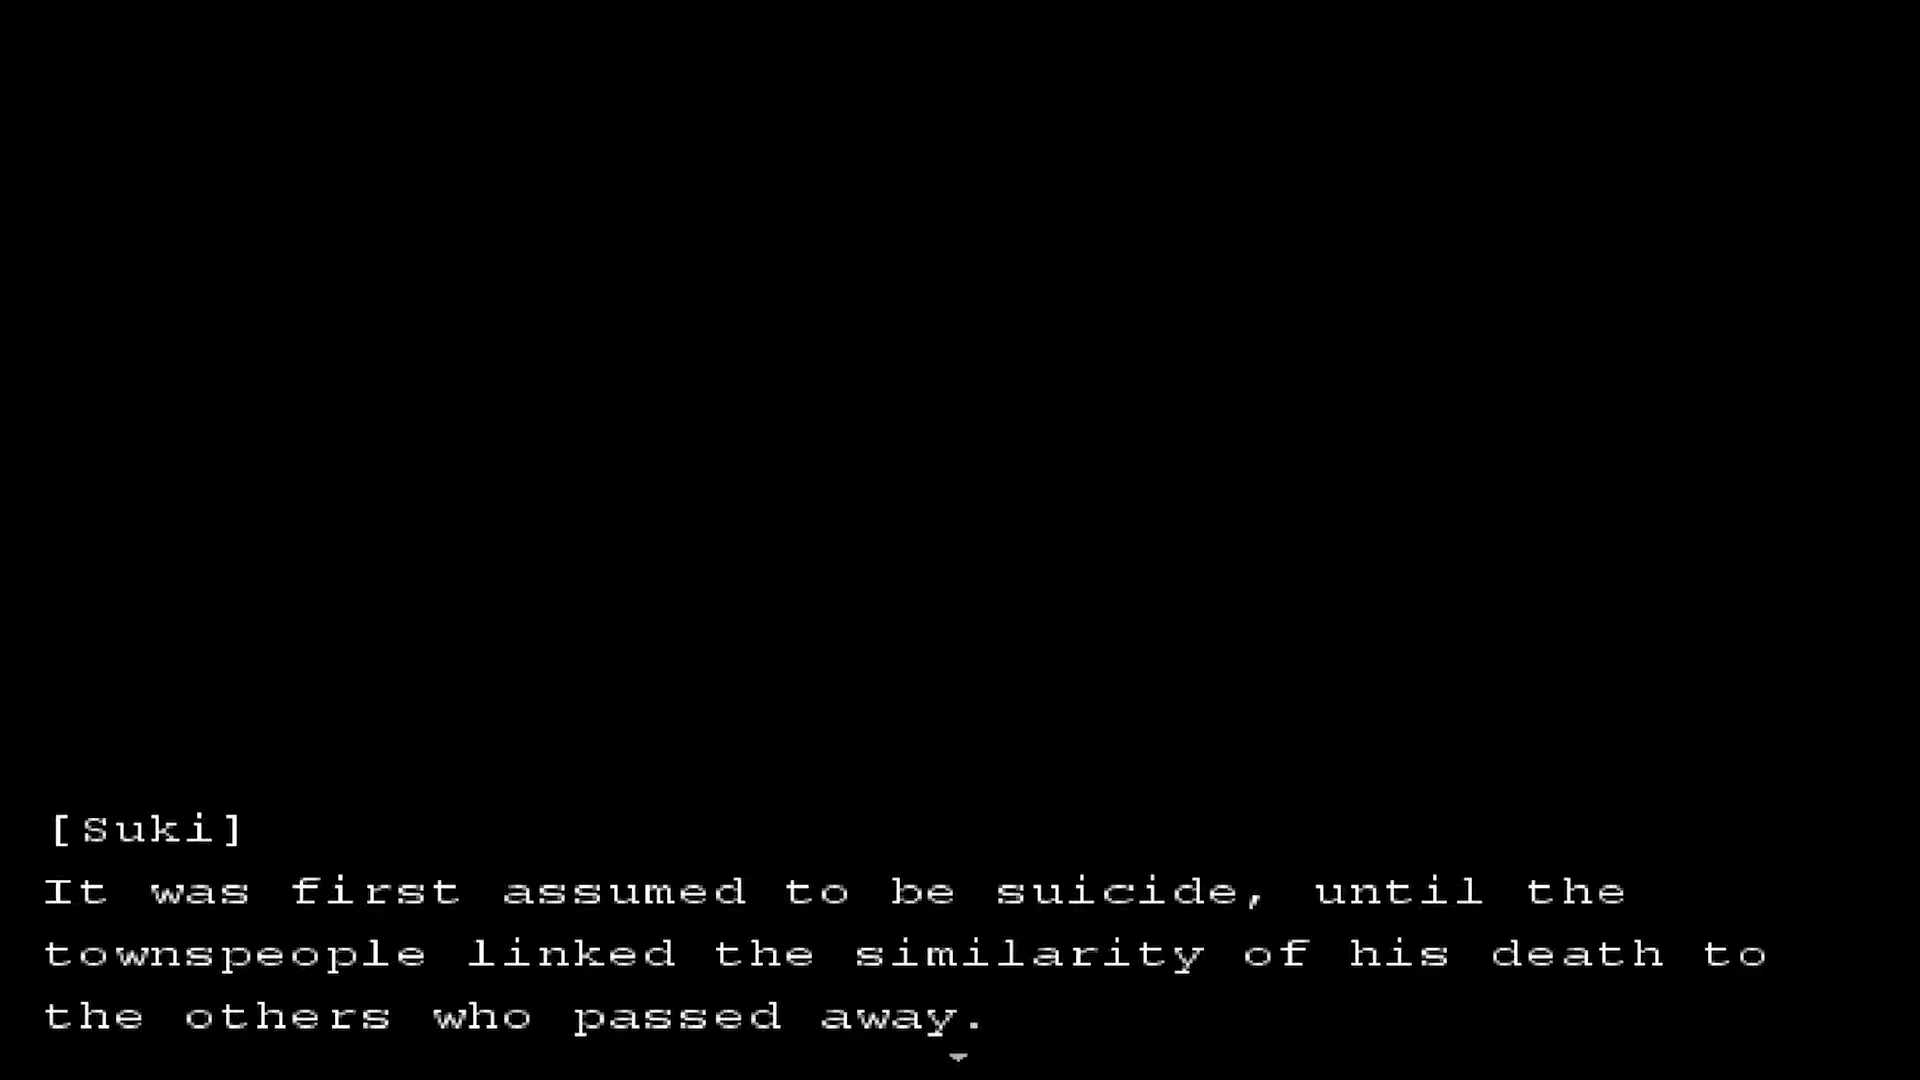 [Suki]
It was first assumed to be suicide, until the
townspeople linked the similarity of his death to
the others who passed away.